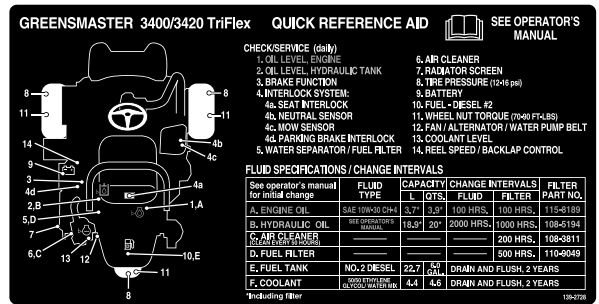 GREENSMASTER 3400/3420 TriFlex QUICK REFERENCE AID
SEE OPERATOR'S
MANUAL
CHECK/SERVICE (daily)
1. OIL LEVEL, ENGINE
2. OIL LEVEL, HYDRAULIC TANK
3. BRAKE FUNCTION
4. INTERLOCK SYSTEM:
4a. SEAT INTERLOCK
4b. NEUTRAL SENSOR
4c. MOW SENSOR
4d. PARKING BRAKE INTERLOCK
5. WATER SEPARATOR / FUEL FILTER
6. AIR CLEANER
7. RADIATOR SCREEN
8. TIRE PRESSURE (12-16 psi)
9. BATTERY
10. FUEL - DIESEL #2
11. WHEEL NUT TORQUE (70-90 FT-LBS)
12. FAN / ALTERNATOR / WATER PUMP BELT
13. COOLANT LEVEL
14. REEL SPEED / BACKLAP CONTROL
8
8
11
11
14
9
3
4d
2,B
5,D
7
6,C
13
12
4b
4c
4a
1,A
10,E
11
8
FLUID SPECIFICATIONS / CHANGE INTERVALS
See operator's manual for initial change
FLUID TYPE
CAPACITY
L
QTS.
CHANGE INTERVALS
FLUID
FILTER
FILTER PART NO.
A. ENGINE OIL SAE 10W-30 CH-4 3.7* 3.9* 100 HRS. 100 HRS. 115-8189
B. HYDRAULIC OIL SEE OPERATOR'S MANUAL 18.9* 20* 2000 HRS. 1000 HRS. 108-5194
C. AIR CLEANER (CLEAN EVERY 50 HOURS) 200 HRS. 108-3811
D. FUEL FILTER 500 HRS. 110-9049
E. FUEL TANK NO. 2 DIESEL 22.7 6.0 GAL. DRAIN AND FLUSH, 2 YEARS
F. COOLANT 50/50 ETHYLENE GLYCOL/ WATER MIX 4.4 4.6 DRAIN AND FLUSH, 2 YEARS
*Including filter
139-2728